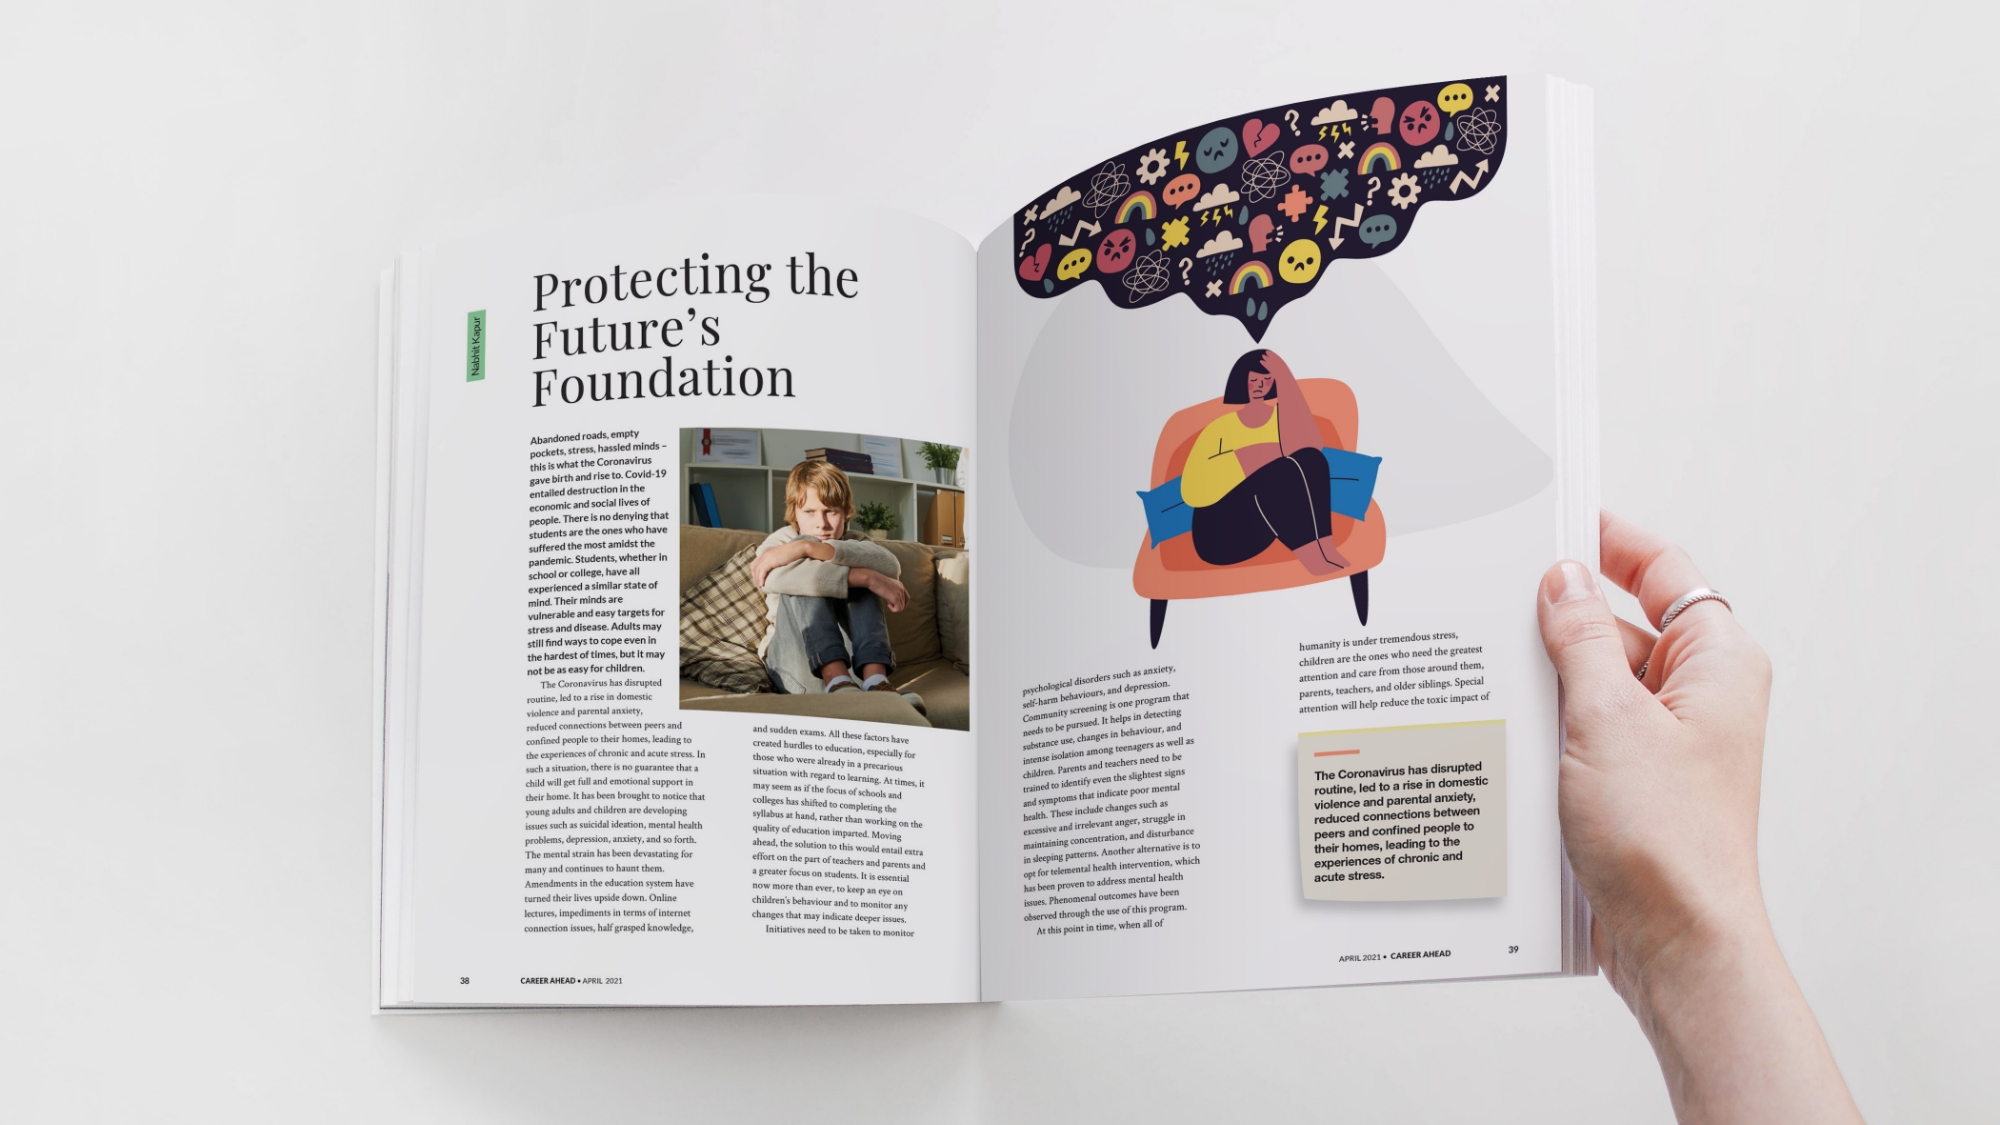 Nabhit Kapur
Protecting the
Future's
Foundation
Abandoned roads, empty
pockets, stress, hassled minds –
this is what the Coronavirus
gave birth and rise to. Covid-19
entailed destruction in the
economic and social lives of
people. There is no denying that
students are the ones who have
suffered the most amidst the
pandemic. Students, whether in
school or college, have all
experienced a similar state of
mind. Their minds are
vulnerable and easy targets for
stress and disease. Adults may
still find ways to cope even in
the hardest of times, but it may
not be as easy for children.
The Coronavirus has disrupted
routine, led to a rise in domestic
violence and parental anxiety,
reduced connections between peers and
confined people to their homes, leading to
the experiences of chronic and acute stress. In
such a situation, there is no guarantee that a
child will get full and emotional support in
their home. It has been brought to notice that
young adults and children are developing
issues such as suicidal ideation, mental health
problems, depression, anxiety, and so forth.
The mental strain has been devastating for
many and continues to haunt them.
Amendments in the education system have
turned their lives upside down. Online
lectures, impediments in terms of internet
connection issues, half grasped knowledge,
and sudden exams. All these factors have
created hurdles to education, especially for
those who were already in a precarious
situation with regard to learning. At times, it
may seem as if the focus of schools and
colleges has shifted to completing the
syllabus at hand, rather than working on the
quality of education imparted. Moving
ahead, the solution to this would entail extra
effort on the part of teachers and parents and
a greater focus on students. It is essential
now more than ever, to keep an eye on
children's behaviour and to monitor any
changes that may indicate deeper issues.
Initiatives need to be taken to monitor
38
CAREER AHEAD • APRIL 2021
psychological disorders such as anxiety,
self-harm behaviours, and depression.
Community screening is one program that
needs to be pursued. It helps in detecting
substance use, changes in behaviour, and
intense isolation among teenagers as well as
children. Parents and teachers need to be
trained to identify even the slightest signs
and symptoms that indicate poor mental
health. These include changes such as
excessive and irrelevant anger, struggle in
maintaining concentration, and disturbance
in sleeping patterns. Another alternative is to
opt for telemental health intervention, which
has been proven to address mental health
issues. Phenomenal outcomes have been
observed through the use of this program.
At this point in time, when all of
humanity is under tremendous stress,
children are the ones who need the greatest
attention and care from those around them,
parents, teachers, and older siblings. Special
attention will help reduce the toxic impact of
The Coronavirus has disrupted
routine, led to a rise in domestic
violence and parental anxiety,
reduced connections between
peers and confined people to
their homes, leading to the
experiences of chronic and
acute stress.
APRIL 2021 • CAREER AHEAD
39